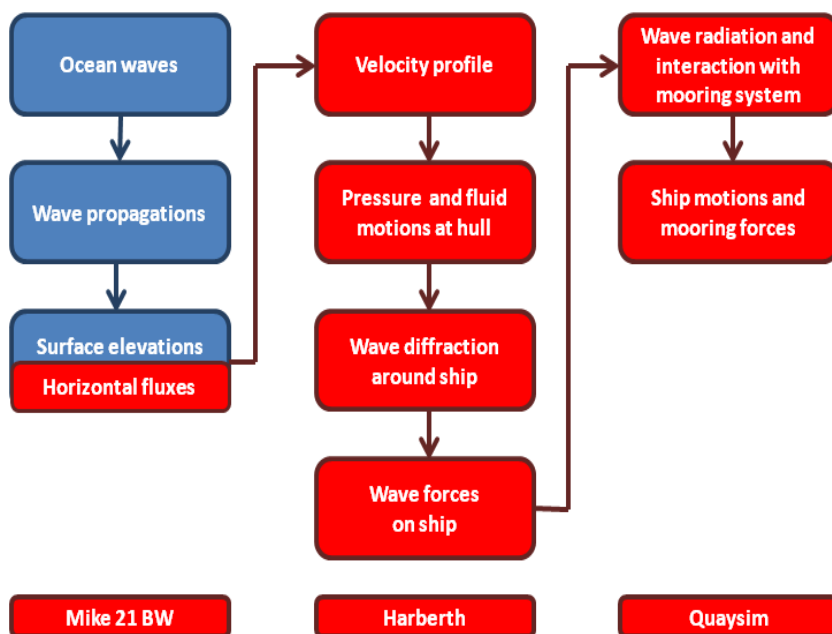 Ocean waves
Wave propagations
Surface elevations
Horizontal fluxes
Mike 21 BW
Velocity profile
Pressure and fluid
motions at hull
Wave diffraction
around ship
Wave forces
on ship
Harberth
Wave radiation and
interaction with
mooring system
Ship motions and
mooring forces
Quaysim